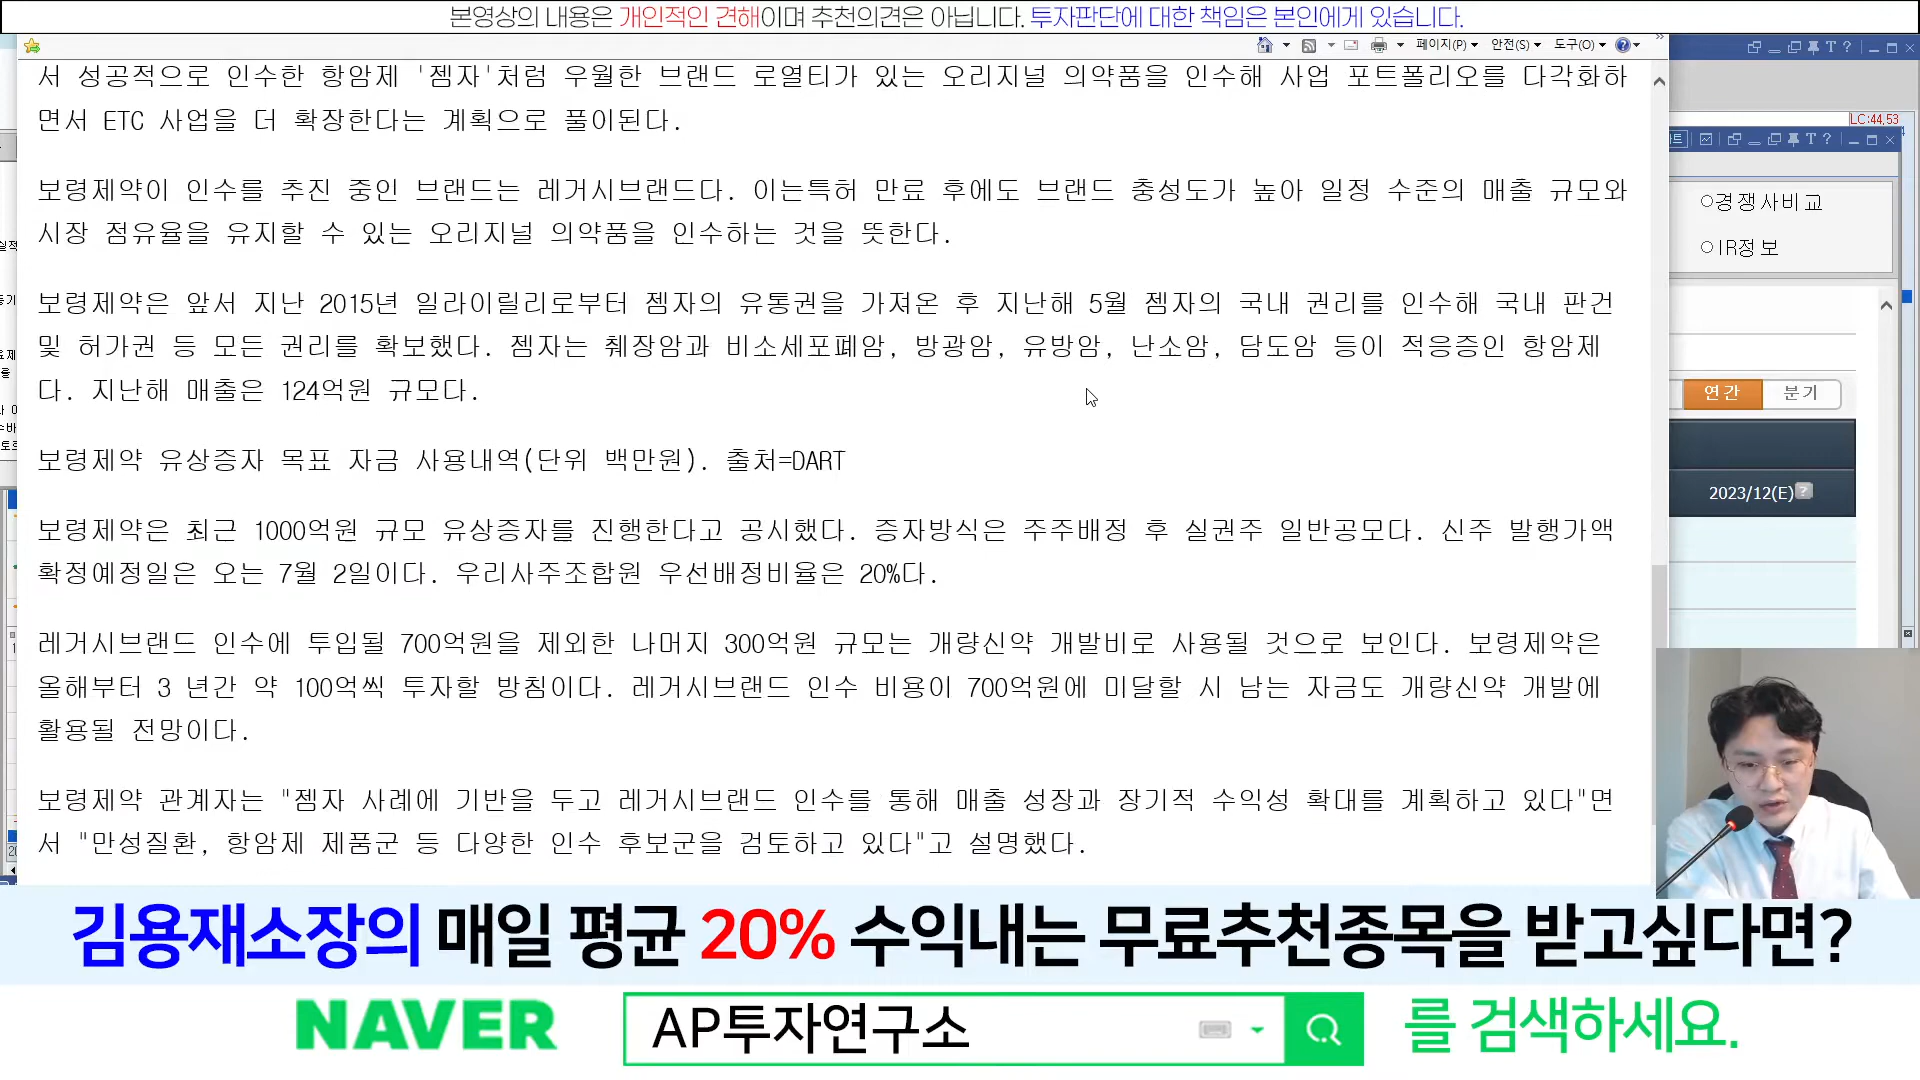 본영상의 내용은 개인적인 견해이며 추천의견은 아닙니다. 투자판단에 대한 책임은 본인에게 있습니다.
페이지(P) 안전(S) 도구(O)
서 성공적으로 인수한 항암제 '젬자'처럼 우월한 브랜드 로열티가 있는 오리지널 의약품을 인수해 사업 포트폴리오를 다각화하
면서 ETC 사업을 더 확장한다는 계획으로 풀이된다.
LC:44.53
보령제약이 인수를 추진 중인 브랜드는 레거시브랜드다. 이는특허 만료 후에도 브랜드 충성도가 높아 일정 수준의 매출 규모와
시장 점유율을 유지할 수 있는 오리지널 의약품을 인수하는 것을 뜻한다.
경쟁사비교
IR정보
보령제약은 앞서 지난 2015년 일라이릴리로부터 젬자의 유통권을 가져온 후 지난해 5월 젬자의 국내 권리를 인수해 국내 판건
및 허가권 등 모든 권리를 확보했다. 젬자는 췌장암과 비소세포폐암, 방광암, 유방암, 난소암, 담도암 등이 적응증인 항암제
다. 지난해 매출은 124억원 규모다.
연간 분기
보령제약 유상증자 목표 자금 사용내역(단위 백만원). 출처=DART
2023/12(E)
보령제약은 최근 1000억원 규모 유상증자를 진행한다고 공시했다. 증자방식은 주주배정 후 실권주 일반공모다. 신주 발행가액
확정예정일은 오는 7월 2일이다. 우리사주조합원 우선배정비율은 20%다.
레거시브랜드 인수에 투입될 700억원을 제외한 나머지 300억원 규모는 개량신약 개발비로 사용될 것으로 보인다. 보령제약은
올해부터 3 년간 약 100억씩 투자할 방침이다. 레거시브랜드 인수 비용이 700억원에 미달할 시 남는 자금도 개량신약 개발에
활용될 전망이다.
보령제약 관계자는 "젬자 사례에 기반을 두고 레거시브랜드 인수를 통해 매출 성장과 장기적 수익성 확대를 계획하고 있다"면
서 "만성질환, 항암제 제품군 등 다양한 인수 후보군을 검토하고 있다"고 설명했다.
김용재소장의 매일 평균 20% 수익내는 무료추천종목을 받고싶다면?
NAVER AP투자연구소 를 검색하세요.